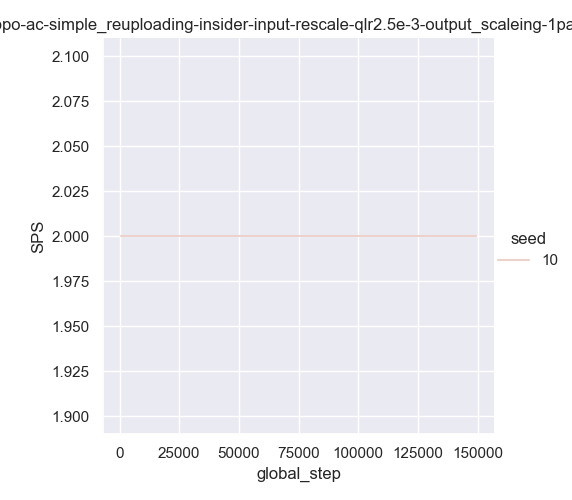 ppo-ac-simple_reuploading-insider-input-rescale-qlr2.5e-3-output_scaleing-1pa
2.100
2.075
2.050
2.025
2.000
1.975
1.950
1.925
1.900
SPS
0 25000 50000 75000 100000 125000 150000
global_step
seed
10